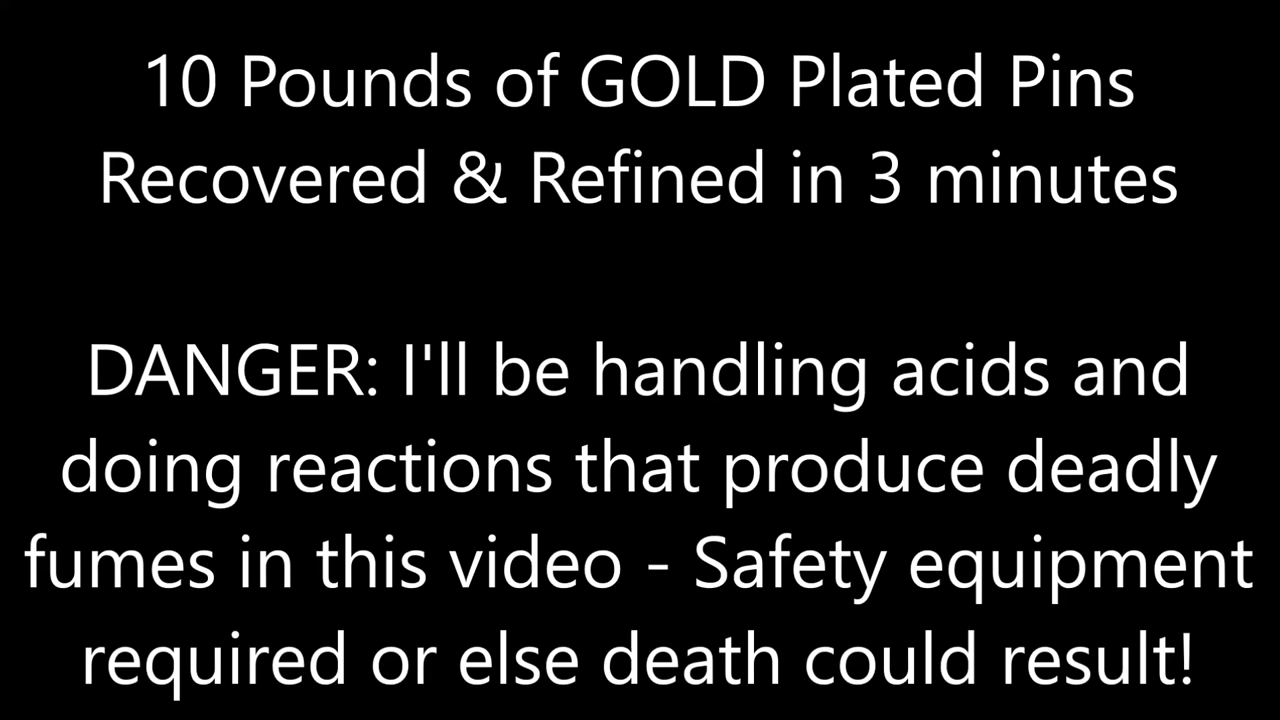 10 Pounds of GOLD Plated Pins
Recovered & Refined in 3 minutes
DANGER: I'll be handling acids and
doing reactions that produce deadly
fumes in this video - Safety equipment
required or else death could result!